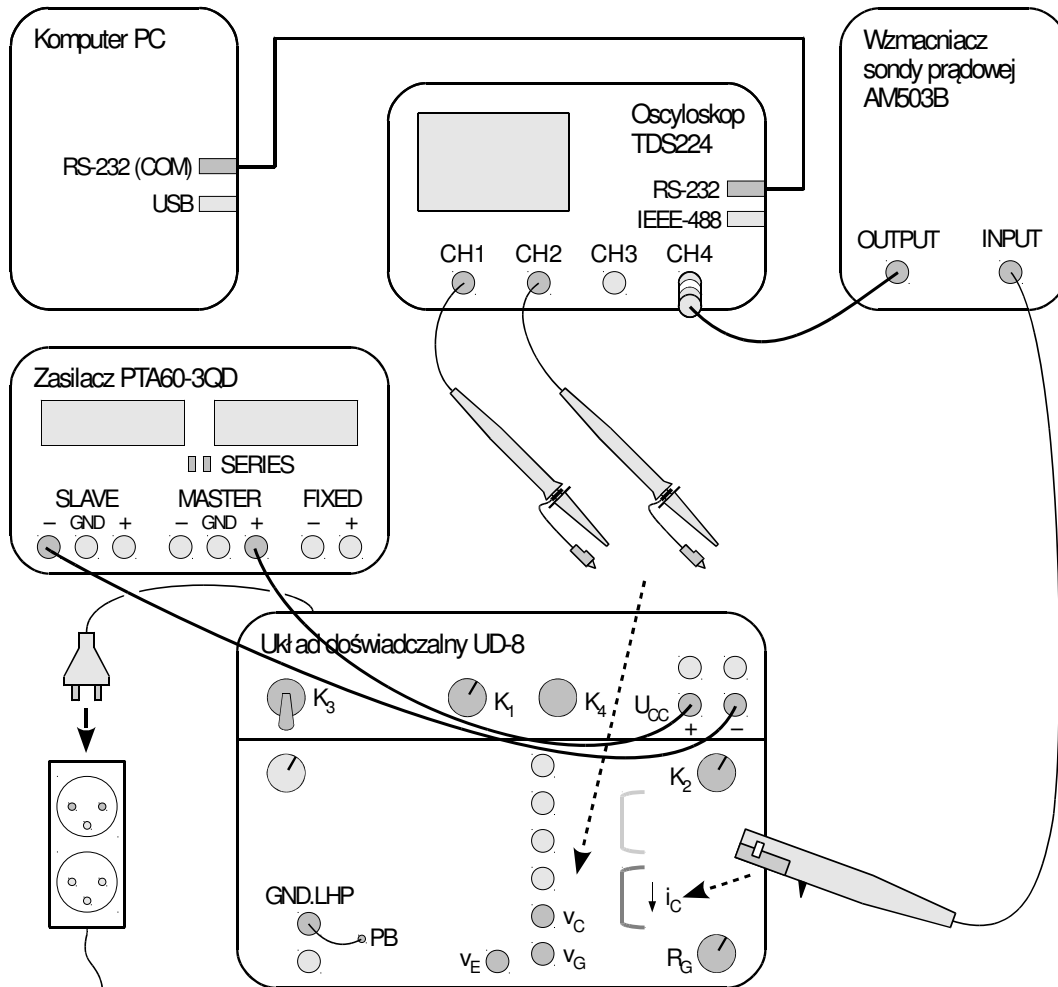 Komputer PC
RS-232 (COM)
USB
Oscyloskop
TDS224
RS-232
IEEE-488
CH1 CH2 CH3 CH4
Wzmacniacz
sondy prądowej
AM503B
OUTPUT INPUT
Zasilacz PTA60-3QD
SERIES
SLAVE MASTER FIXED
– GND + – GND + – +
Układ doświadczalny UD-8
K3 K1 K4 UCC
+ –
K2
GND.LHP
PB
iC
vC
vE vG RG